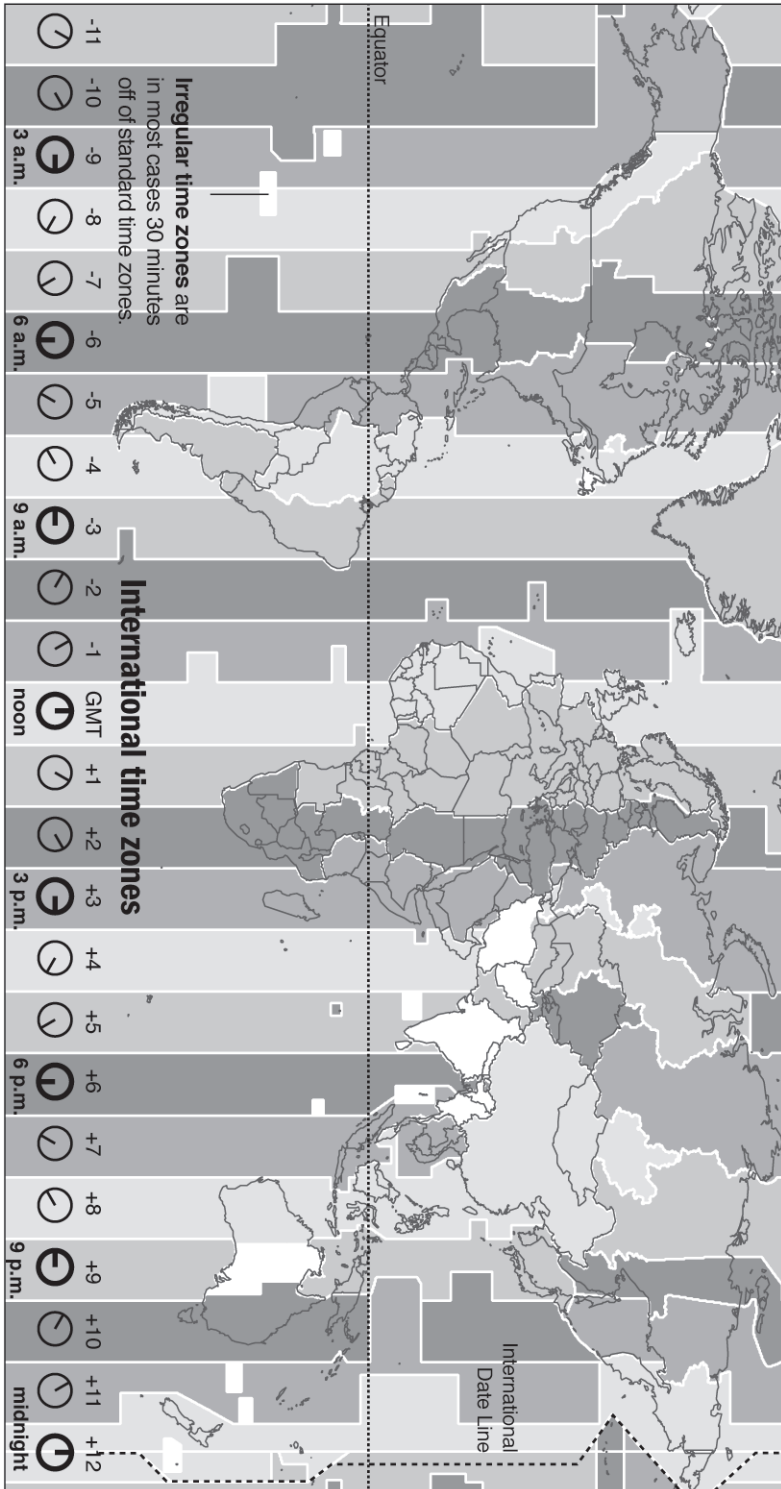 Equator
International
Date Line
Irregular time zones are
in most cases 30 minutes
off of standard time zones.
International time zones
-11 -10 -9 -8 -7 -6 -5 -4 -3 -2 -1 GMT +1 +2 +3 +4 +5 +6 +7 +8 +9 +10 +11 +12
3 a.m. 6 a.m. 9 a.m. noon 3 p.m. 6 p.m. 9 p.m. midnight